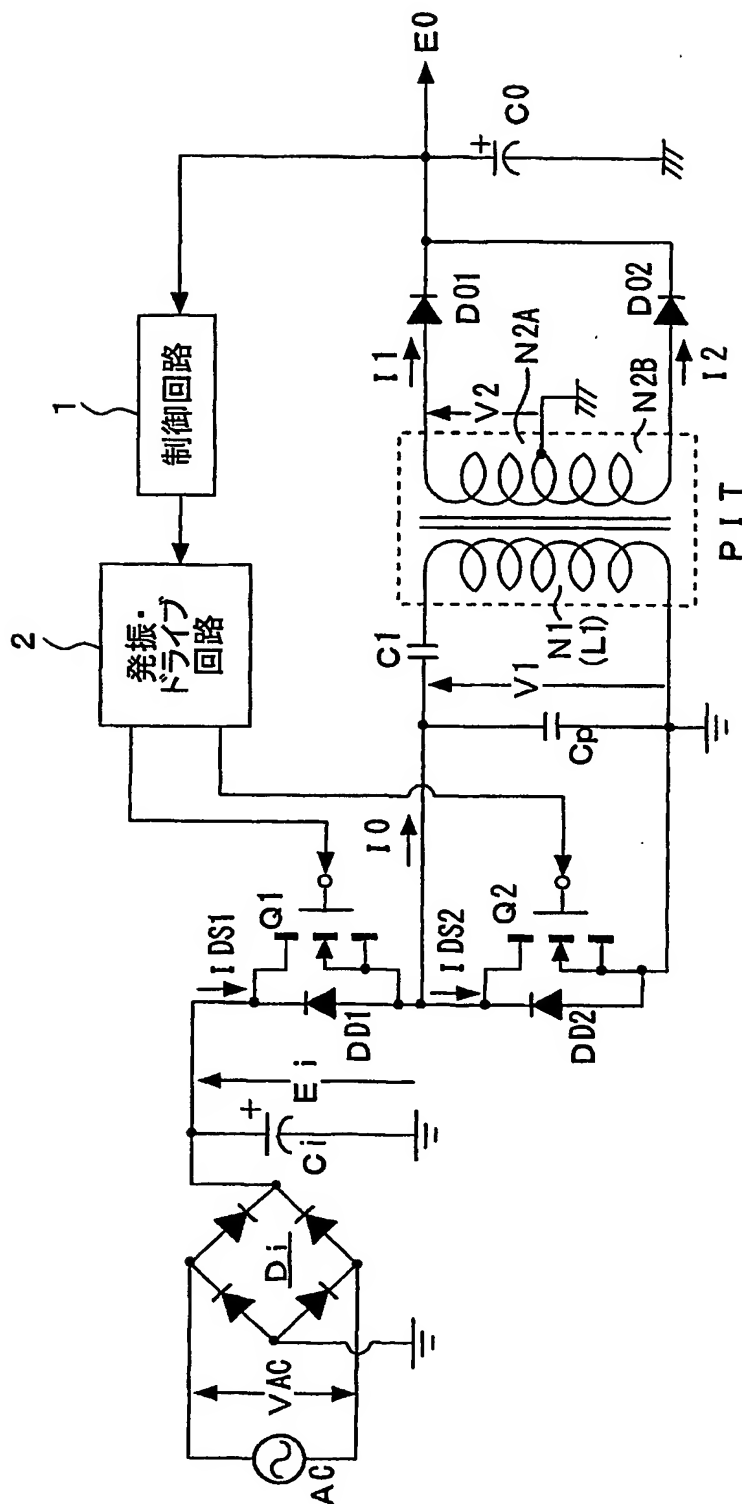 AC
VAC
Di
Ci
+
Ei
IDS1
Q1
DD1
IDS2
Q2
DD2
I0
2
発振・
ドライブ
回路
1
制御回路
Cp
V1
C1
N1
(L1)
PIT
V2
N2A
N2B
I1
I2
D01
D02
+
C0
E0